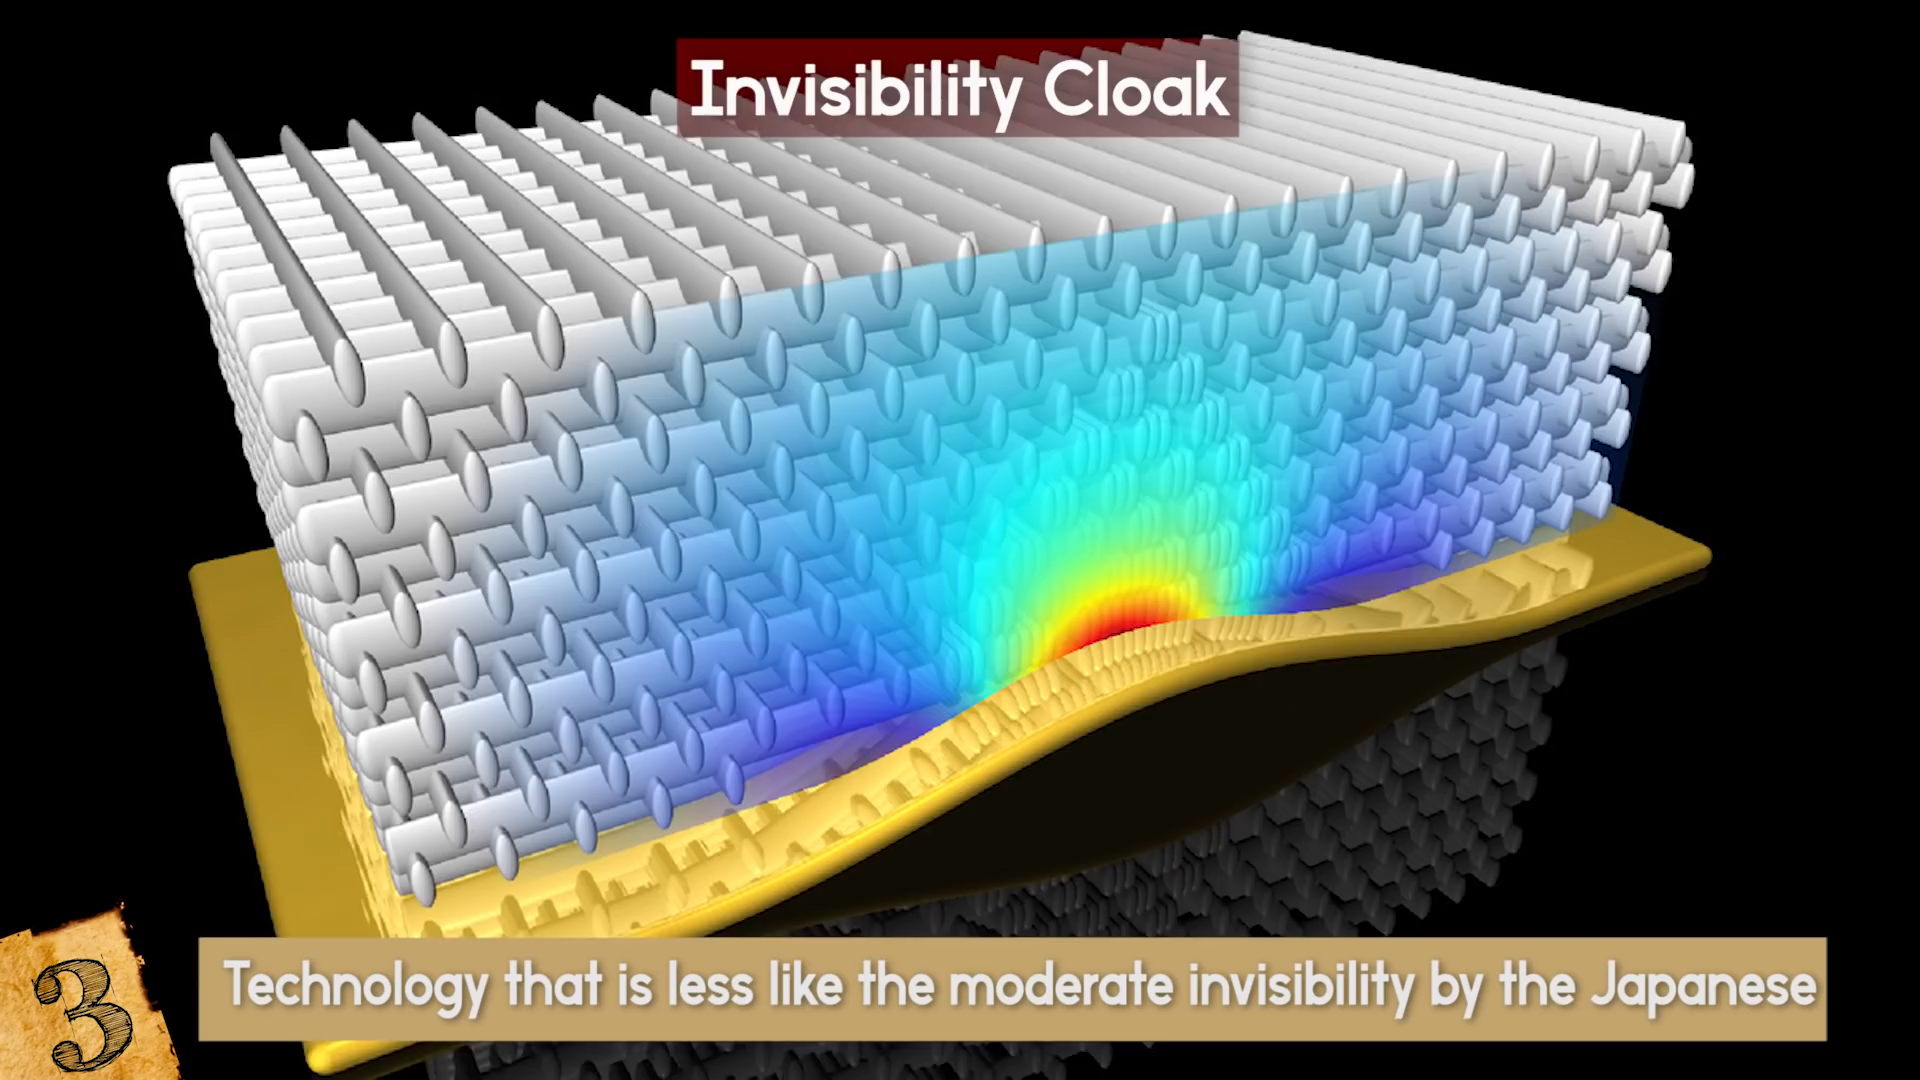 Invisibility Cloak
Technology that is less like the moderate invisibility by the Japanese
3